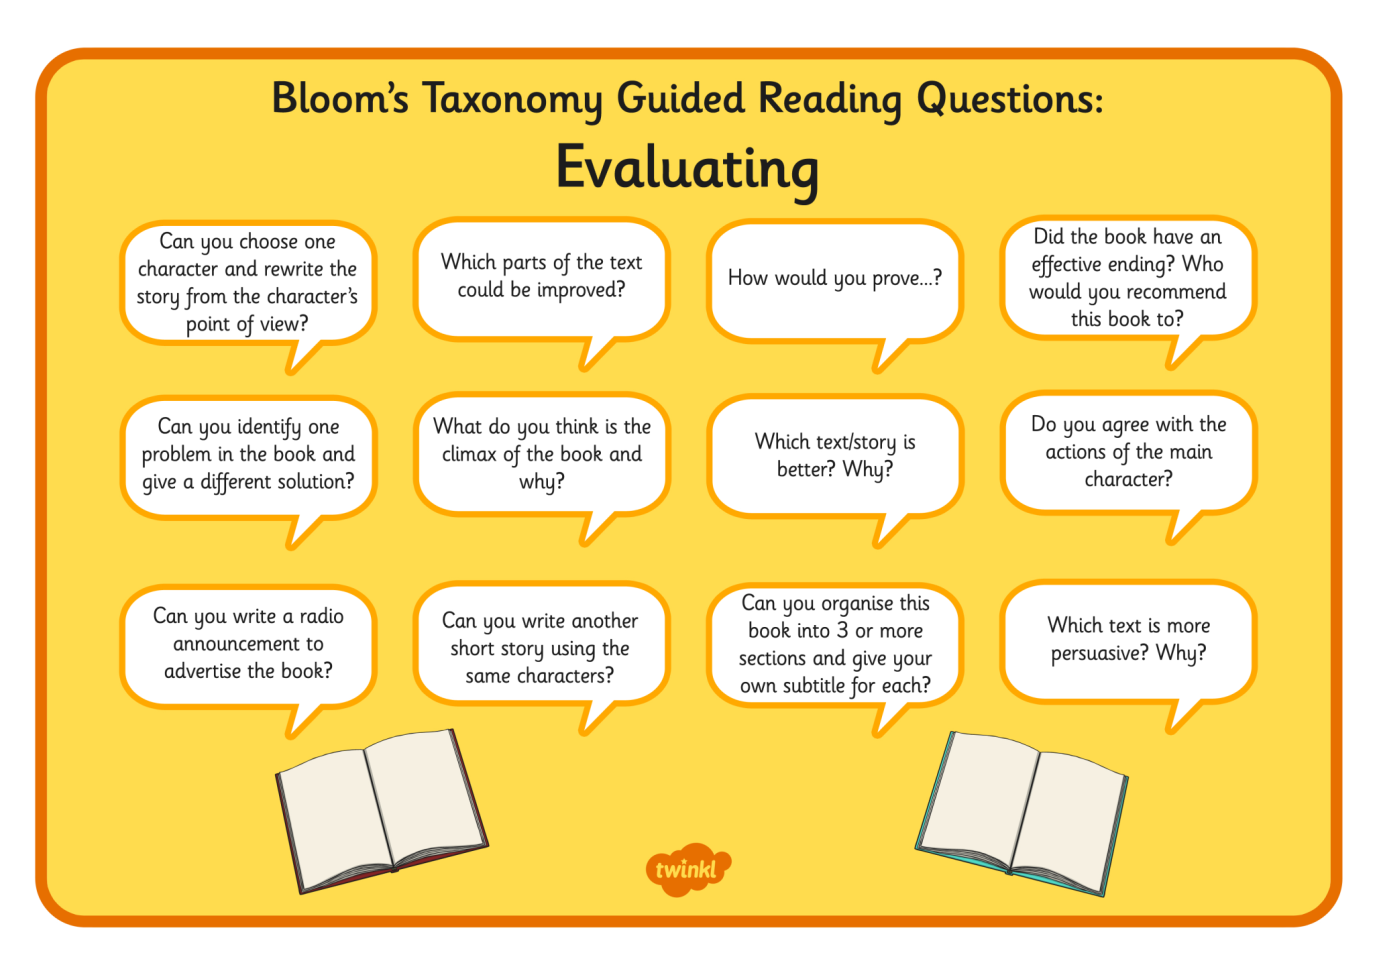 Bloom's Taxonomy Guided Reading Questions:
Evaluating
Can you choose one
character and rewrite the
story from the character's
point of view?
Which parts of the text
could be improved?
How would you prove...?
Did the book have an
effective ending? Who
would you recommend
this book to?
Can you identify one
problem in the book and
give a different solution?
What do you think is the
climax of the book and
why?
Which text/story is
better? Why?
Do you agree with the
actions of the main
character?
Can you write a radio
announcement to
advertise the book?
Can you write another
short story using the
same characters?
Can you organise this
book into 3 or more
sections and give your
own subtitle for each?
Which text is more
persuasive? Why?
twinkl